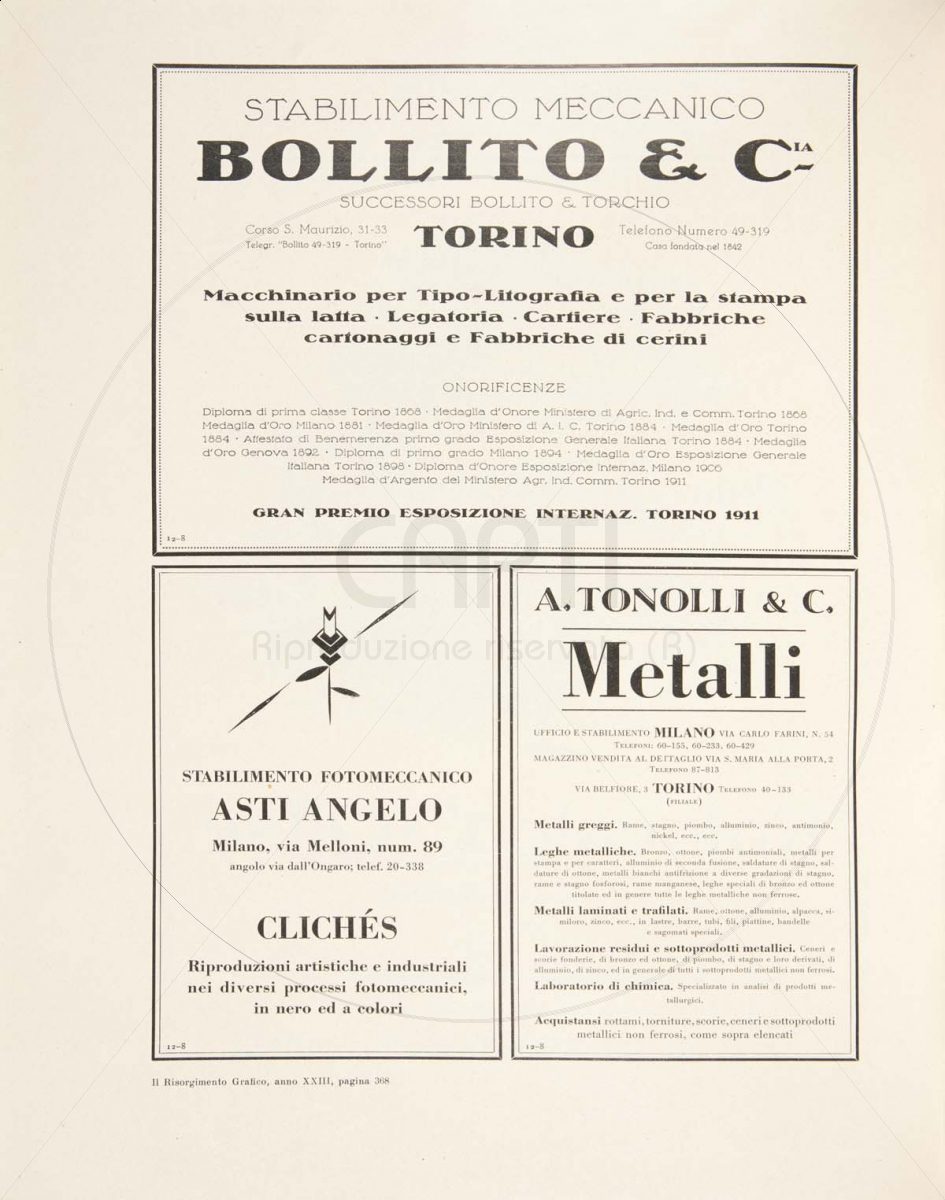 STABILIMENTO MECCANICO
BOLLITO & C.IA
SUCCESSORI BOLLITO & TORCHIO
Corso S. Maurizio, 31-33
Telegr. "Bollito 49-319 - Torino"
TORINO
Telefono Numero 49-319
Casa fondata nel 1842
Macchinario per Tipo-Litografia e per la stampa
sulla latta · Legatoria · Cartiere · Fabbriche
cartonaggi e Fabbriche di cerini
ONORIFICENZE
Diploma di prima classe Torino 1868 · Medaglia d'Onore Ministero di Agric. Ind. e Comm. Torino 1868
Medaglia d'Oro Milano 1881 · Medaglia d'Oro Ministero di A. I. C. Torino 1884 · Medaglia d'Oro Torino
1884 · Attestato di Benemerenza primo grado Esposizione Generale Italiana Torino 1884 · Medaglia
d'Oro Genova 1892 · Diploma di primo grado Milano 1894 · Medaglia d'Oro Esposizione Generale
Italiana Torino 1898 · Diploma d'Onore Esposizione Internaz. Milano 1906
Medaglia d'Argento del Ministero Agr. Ind. Comm. Torino 1911
GRAN PREMIO ESPOSIZIONE INTERNAZ. TORINO 1911
12-8
CAPTI
Riproduzione riservata (R)
STABILIMENTO FOTOMECCANICO
ASTI ANGELO
Milano, via Melloni, num. 89
angolo via dall'Ongaro; telef. 20-338
CLICHÉS
Riproduzioni artistiche e industriali
nei diversi processi fotomeccanici,
in nero ed a colori
12-8
A. TONOLLI & C.
Metalli
UFFICIO E STABILIMENTO MILANO VIA CARLO FARINI, N. 54
TELEFONI: 60-155, 60-233, 60-429
MAGAZZINO VENDITA AL DETTAGLIO VIA S. MARIA ALLA PORTA, 2
TELEFONO 87-813
VIA BELFIORE, 3 TORINO TELEFONO 40-133
(FILIALE)
Metalli greggi. Rame, stagno, piombo, alluminio, zinco, antimonio,
nickel, ecc., ecc.
Leghe metalliche. Bronzo, ottone, piombi antimoniali, metalli per
stampa e per caratteri, alluminio di seconda fusione, saldature di stagno, sal-
dature di ottone, metalli bianchi antifrizione a diverse gradazioni di stagno,
rame e stagno fosforosi, rame manganese, leghe speciali di bronzo ed ottone
titolate ed in genere tutte le leghe metalliche non ferrose.
Metalli laminati e trafilati. Rame, ottone, alluminio, alpacca, si-
miloro, zinco, ecc., in lastre, barre, tubi, fili, piattine, bandelle
e sagomati speciali.
Lavorazione residui e sottoprodotti metallici. Ceneri e
scorie fonderie, di bronzo ed ottone, di piombo, di stagno e loro derivati, di
alluminio, di zinco, ed in generale di tutti i sottoprodotti metallici non ferrosi.
Laboratorio di chimica. Specializzato in analisi di prodotti me-
tallurgici.
Acquistansi rottami, torniture, scorie, ceneri e sottoprodotti
metallici non ferrosi, come sopra elencati
12-8
Il Risorgimento Grafico, anno XXIII, pagina 368